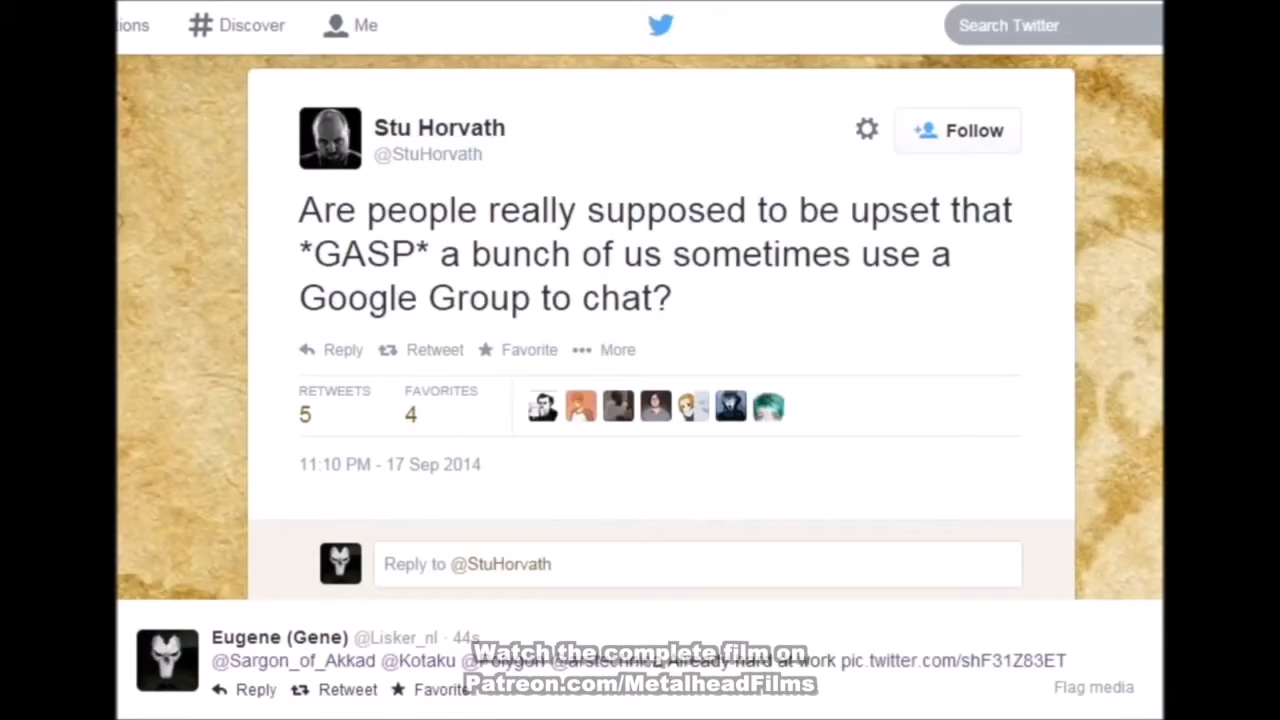 tions Discover Me Search Twitter
Stu Horvath
@StuHorvath
Follow
Are people really supposed to be upset that
*GASP* a bunch of us sometimes use a
Google Group to chat?
Reply Retweet Favorite More
RETWEETS FAVORITES
5 4
11:10 PM - 17 Sep 2014
Reply to @StuHorvath
Eugene (Gene) @Lisker_nl · 44s
@Sargon_of_Akkad @Kotaku @Polygon @arstechnica Already hard at work pic.twitter.com/shF31Z83ET
Reply Retweet Favorite
Flag media
Watch the complete film on
Patreon.com/MetalheadFilms